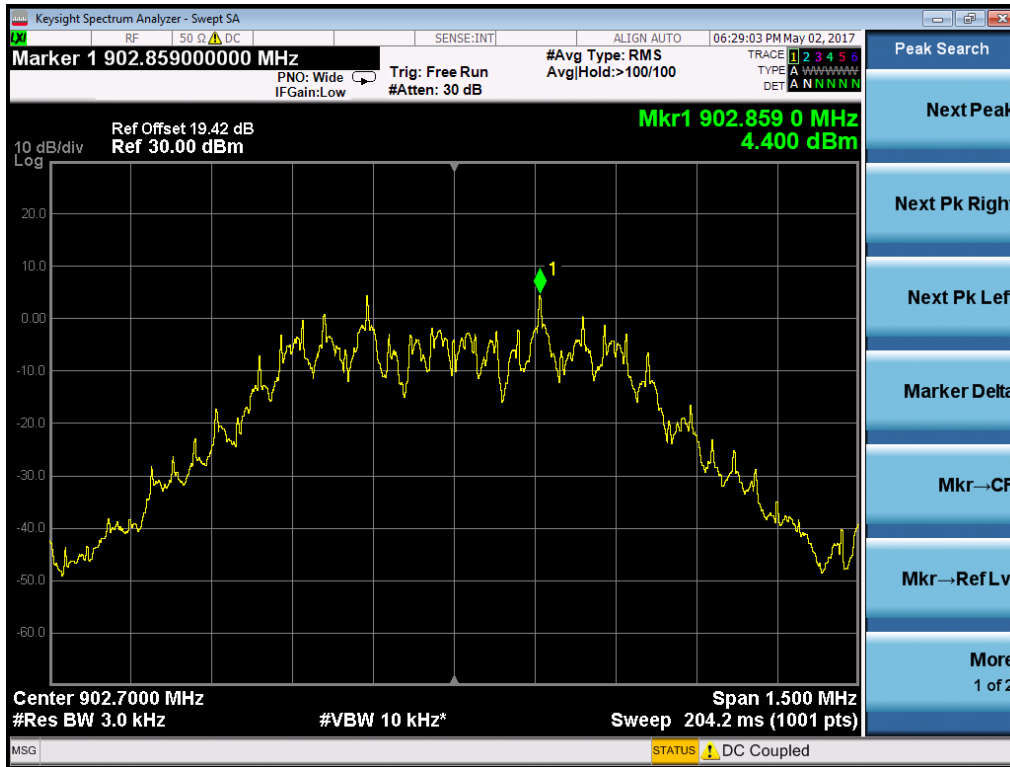 Keysight Spectrum Analyzer - Swept SA
LXI RF 50 Ω ⚠ DC SENSE:INT ALIGN AUTO 06:29:03 PM May 02, 2017
Marker 1 902.859000000 MHz
PNO: Wide
IFGain:Low
Trig: Free Run
#Atten: 30 dB
#Avg Type: RMS
Avg|Hold:>100/100
TRACE 1 2 3 4 5 6
TYPE A WWWWW
DET A N N N N N
Mkr1 902.859 0 MHz
4.400 dBm
Ref Offset 19.42 dB
10 dB/div Ref 30.00 dBm
Log
20.0
10.0
0.00
-10.0
-20.0
-30.0
-40.0
-50.0
-60.0
1
Center 902.7000 MHz Span 1.500 MHz
#Res BW 3.0 kHz #VBW 10 kHz* Sweep 204.2 ms (1001 pts)
MSG STATUS ⚠ DC Coupled
Peak Search
Next Peak
Next Pk Righ
Next Pk Lef
Marker Delta
Mkr→CF
Mkr→Ref Lv
More
1 of 2